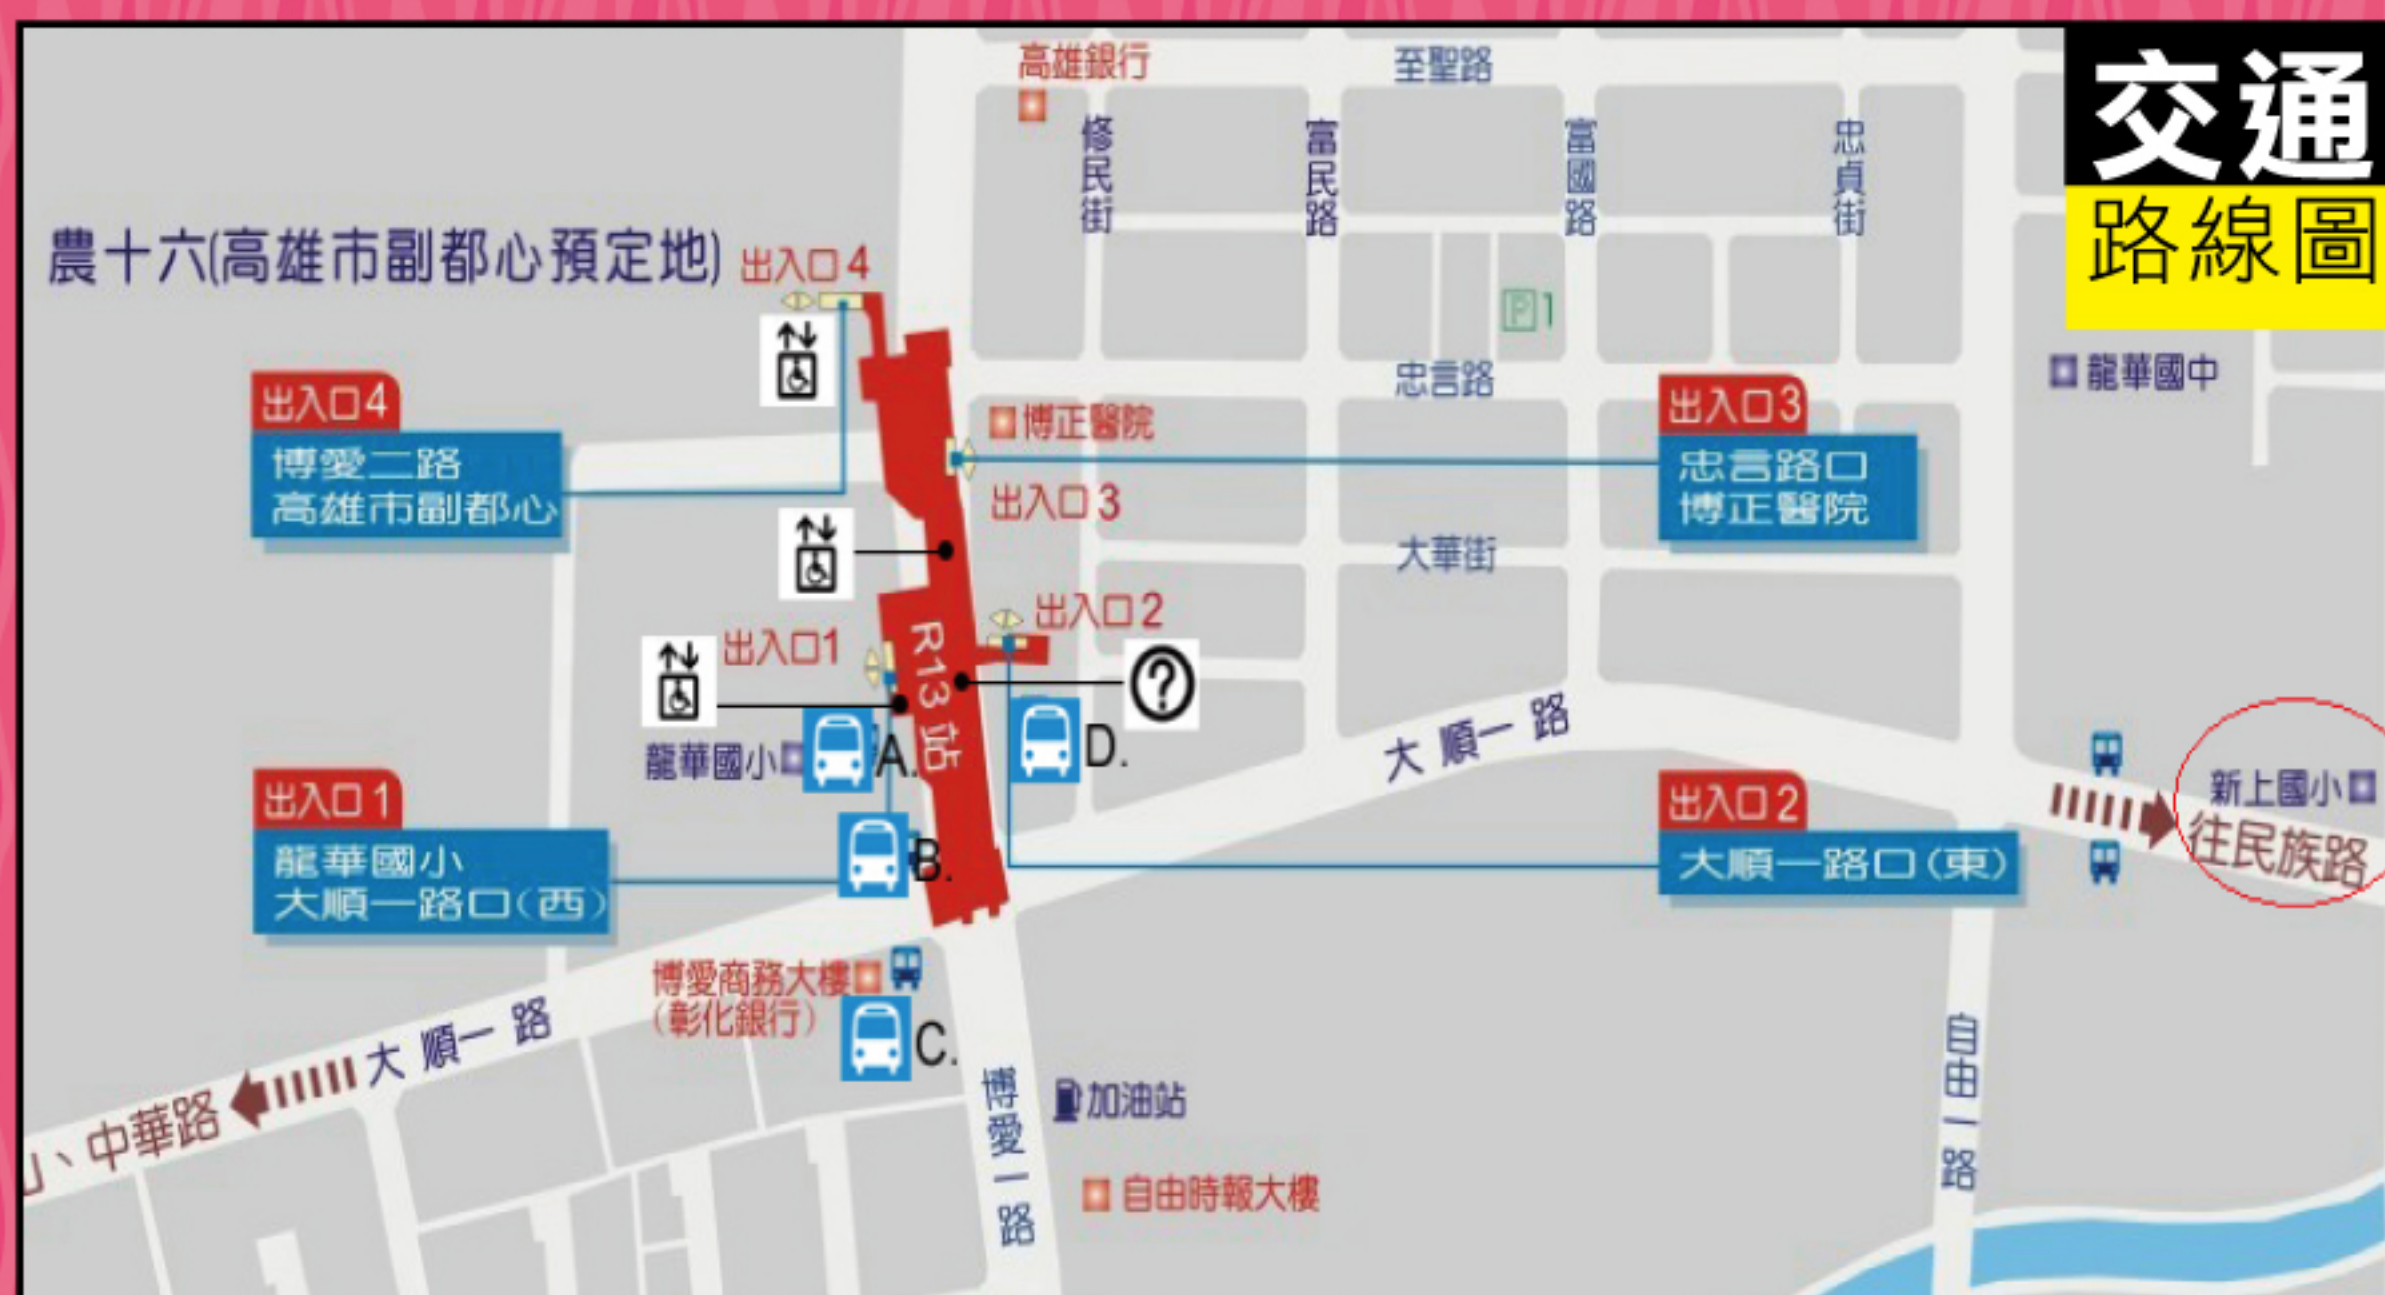 交通
路線圖
高雄銀行
至聖路
修民街
富民路
富國路
忠貞街
農十六(高雄市副都心預定地)
出入口4
P1
忠言路
龍華國中
出入口4
博愛二路
高雄市副都心
博正醫院
出入口3
出入口3
忠言路口
博正醫院
大華街
出入口2
出入口1
R13站
?
龍華國小
A.
D.
大順一路
新上國小
往民族路
出入口1
龍華國小
大順一路口(西)
B.
出入口2
大順一路口(東)
博愛商務大樓
(彰化銀行)
C.
大順一路
、中華路
博愛一路
加油站
自由時報大樓
自由一路